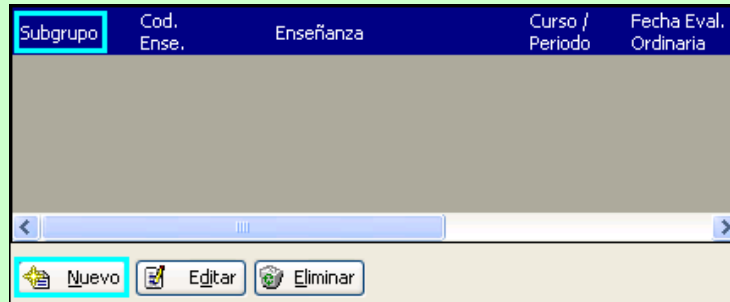 Subgrupo Cod. Ense. Enseñanza Curso / Periodo Fecha Eval. Ordinaria
Nuevo Editar Eliminar